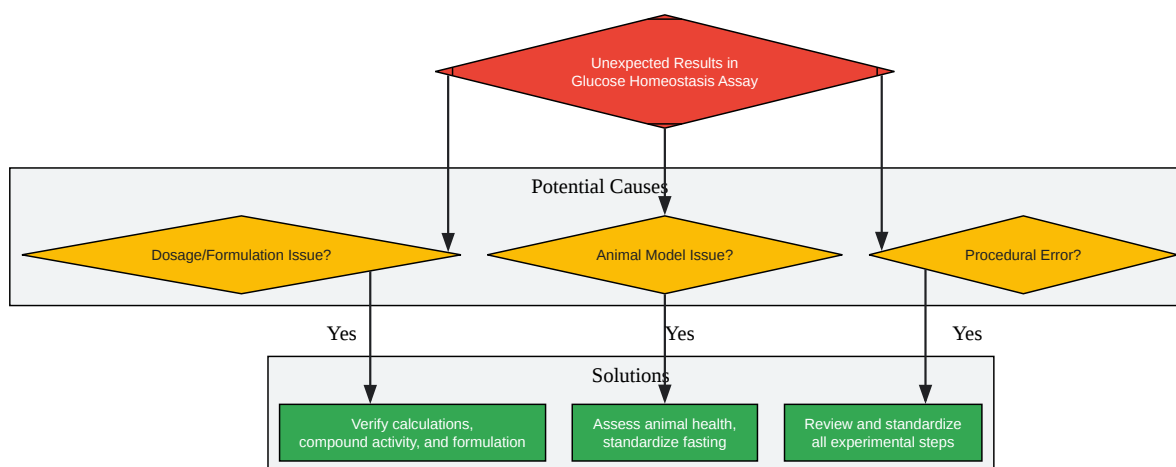 Unexpected Results in
Glucose Homeostasis Assay
Potential Causes
Dosage/Formulation Issue?
Animal Model Issue?
Procedural Error?
Yes
Yes
Yes
Solutions
Verify calculations,
compound activity, and formulation
Assess animal health,
standardize fasting
Review and standardize
all experimental steps